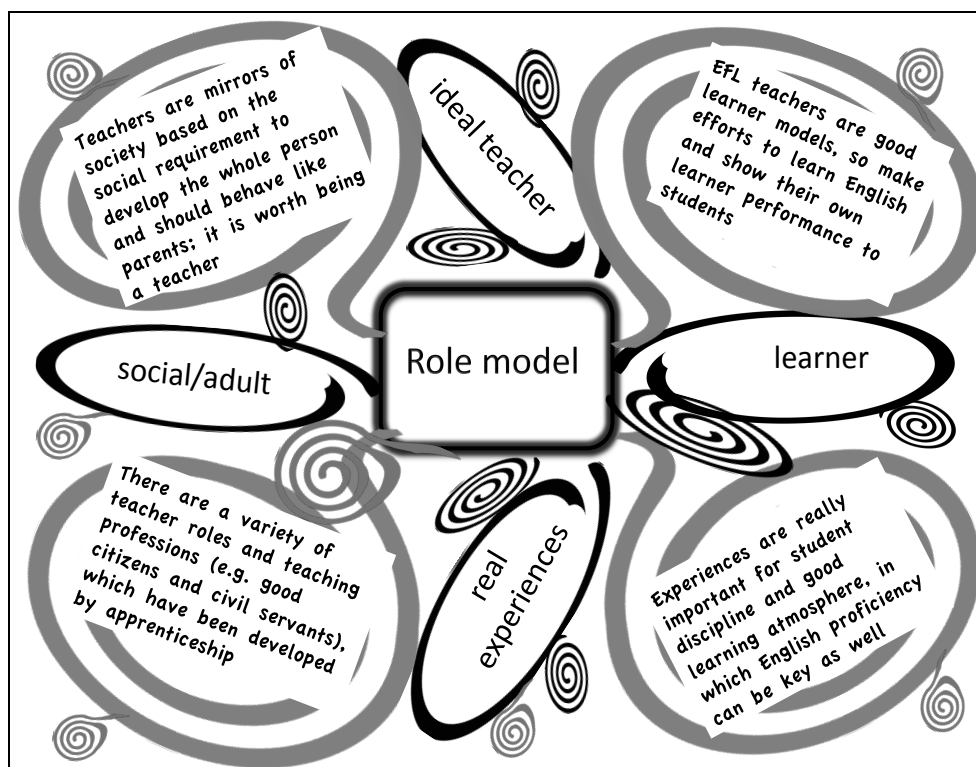 Teachers are mirrors of
society based on the
social requirement to
develop the whole person
and should behave like
parents; it is worth being
a teacher
ideal teacher
EFL teachers are good
learner models, so make
efforts to learn English
and show their own
learner performance to
students
social/adult
Role model
learner
There are a variety of
teacher roles and teaching
professions (e.g. good
citizens and civil servants),
which have been developed
by apprenticeship
real
experiences
Experiences are really
important for student
discipline and good
learning atmosphere, in
which English Proficiency
can be key as well